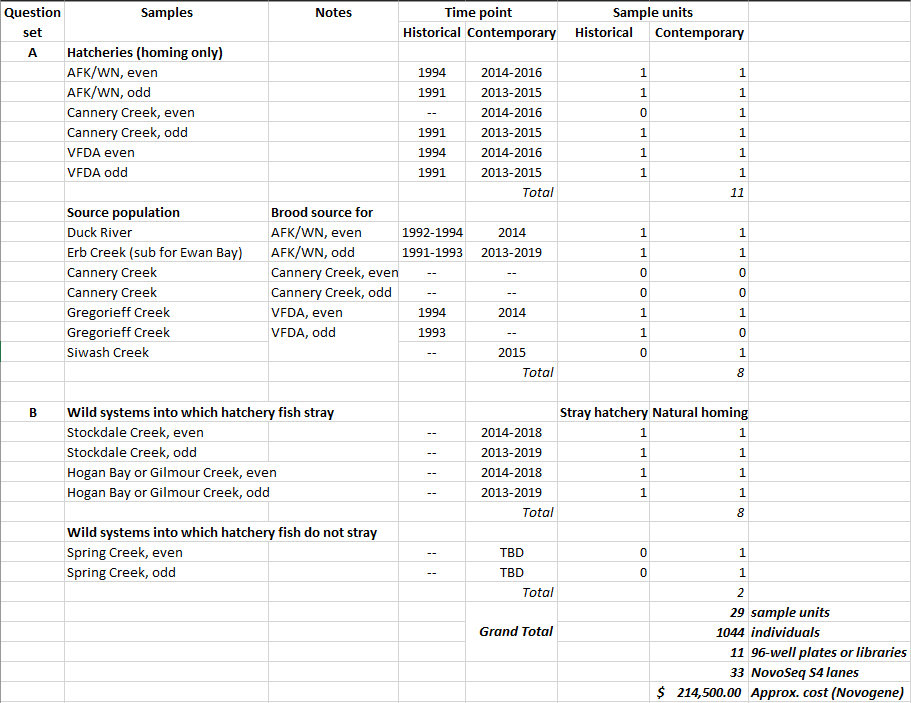 Question Samples Notes Time point Sample units
set Historical Contemporary Historical Contemporary
A Hatcheries (homing only)
AFK/WN, even 1994 2014-2016 1 1
AFK/WN, odd 1991 2013-2015 1 1
Cannery Creek, even -- 2014-2016 0 1
Cannery Creek, odd 1991 2013-2015 1 1
VFDA even 1994 2014-2016 1 1
VFDA odd 1991 2013-2015 1 1
Total 11
Source population Brood source for
Duck River AFK/WN, even 1992-1994 2014 1 1
Erb Creek (sub for Ewan Bay) AFK/WN, odd 1991-1993 2013-2019 1 1
Cannery Creek Cannery Creek, even -- -- 0 0
Cannery Creek Cannery Creek, odd -- -- 0 0
Gregorieff Creek VFDA, even 1994 2014 1 1
Gregorieff Creek VFDA, odd 1993 -- 1 0
Siwash Creek -- 2015 0 1
Total 8
B Wild systems into which hatchery fish stray Stray hatchery Natural homing
Stockdale Creek, even -- 2014-2018 1 1
Stockdale Creek, odd -- 2013-2019 1 1
Hogan Bay or Gilmour Creek, even -- 2014-2018 1 1
Hogan Bay or Gilmour Creek, odd -- 2013-2019 1 1
Total 8
Wild systems into which hatchery fish do not stray
Spring Creek, even -- TBD 0 1
Spring Creek, odd -- TBD 0 1
Total 2
29 sample units
Grand Total 1044 individuals
11 96-well plates or libraries
33 NovoSeq S4 lanes
$ 214,500.00 Approx. cost (Novogene)